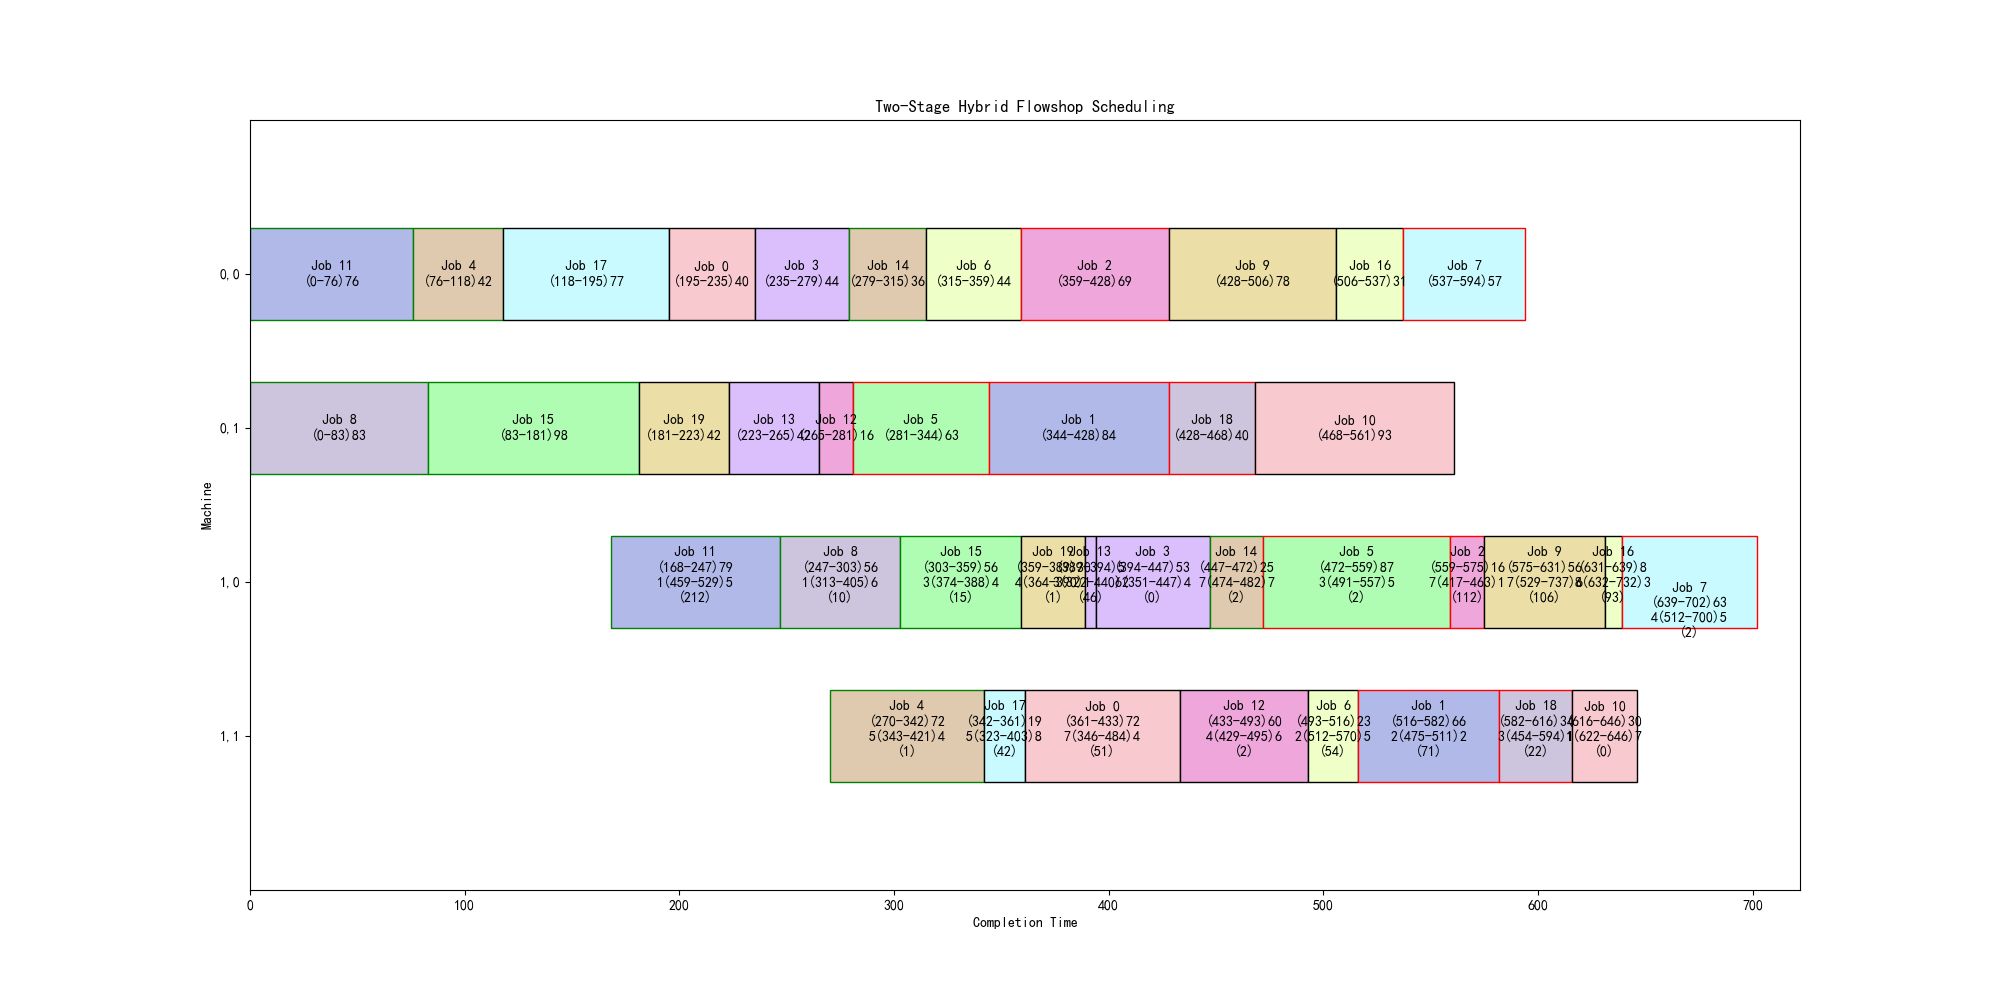 Two-Stage Hybrid Flowshop Scheduling
Machine
0,0
Job 11
(0-76)76
Job 4
(76-118)42
Job 17
(118-195)77
Job 0
(195-235)40
Job 3
(235-279)44
Job 14
(279-315)36
Job 6
(315-359)44
Job 2
(359-428)69
Job 9
(428-506)78
Job 16
(506-537)31
Job 7
(537-594)57
0,1
Job 8
(0-83)83
Job 15
(83-181)98
Job 19
(181-223)42
Job 13
(223-265)42
Job 12
(265-281)16
Job 5
(281-344)63
Job 1
(344-428)84
Job 18
(428-468)40
Job 10
(468-561)93
1,0
Job 11
(168-247)79
1(459-529)5
(212)
Job 8
(247-303)56
1(313-405)6
(10)
Job 15
(303-359)56
3(374-388)4
(15)
Job 19
(359-389)30
(1)
Job 13
(389-394)5
(46)
Job 3
(394-447)53
(351-447)4
(0)
Job 14
(447-472)25
7(474-482)7
(2)
Job 5
(472-559)87
3(491-557)5
(2)
Job 2
(559-575)16
7(417-463)1
(112)
Job 9
(575-631)56
7(529-737)8
(106)
Job 16
(631-639)8
(632-732)3
(93)
Job 7
(639-702)63
4(512-700)5
(2)
1,1
Job 4
(270-342)72
5(343-421)4
(1)
Job 17
(342-361)19
5(323-403)8
(42)
Job 0
(361-433)72
7(346-484)4
(51)
Job 12
(433-493)60
4(429-495)6
(2)
Job 6
(493-516)23
2(512-570)5
(54)
Job 1
(516-582)66
2(475-511)2
(71)
Job 18
(582-616)34
3(454-594)1
(22)
Job 10
(616-646)30
(622-646)7
(0)
0 100 200 300 400 500 600 700
Completion Time